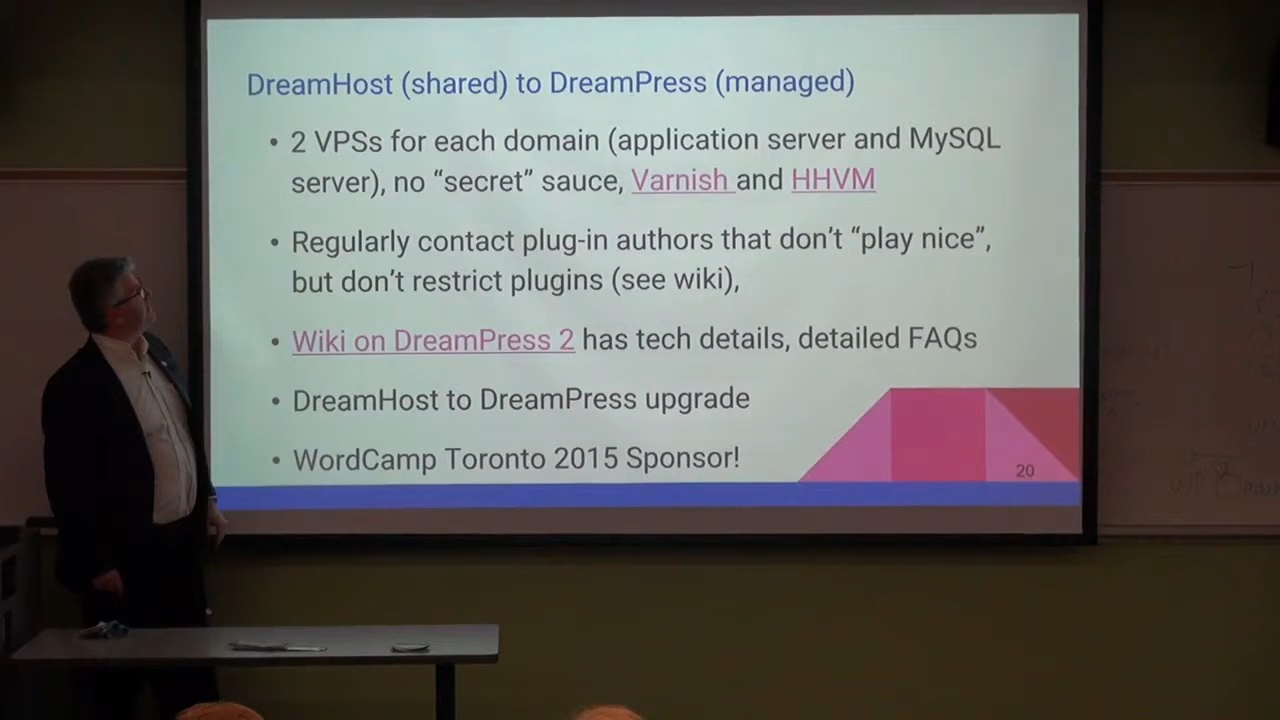 DreamHost (shared) to DreamPress (managed)
• 2 VPSs for each domain (application server and MySQL
server), no “secret” sauce, Varnish and HHVM
• Regularly contact plug-in authors that don’t “play nice”,
but don’t restrict plugins (see wiki),
• Wiki on DreamPress 2 has tech details, detailed FAQs
• DreamHost to DreamPress upgrade
• WordCamp Toronto 2015 Sponsor!
20